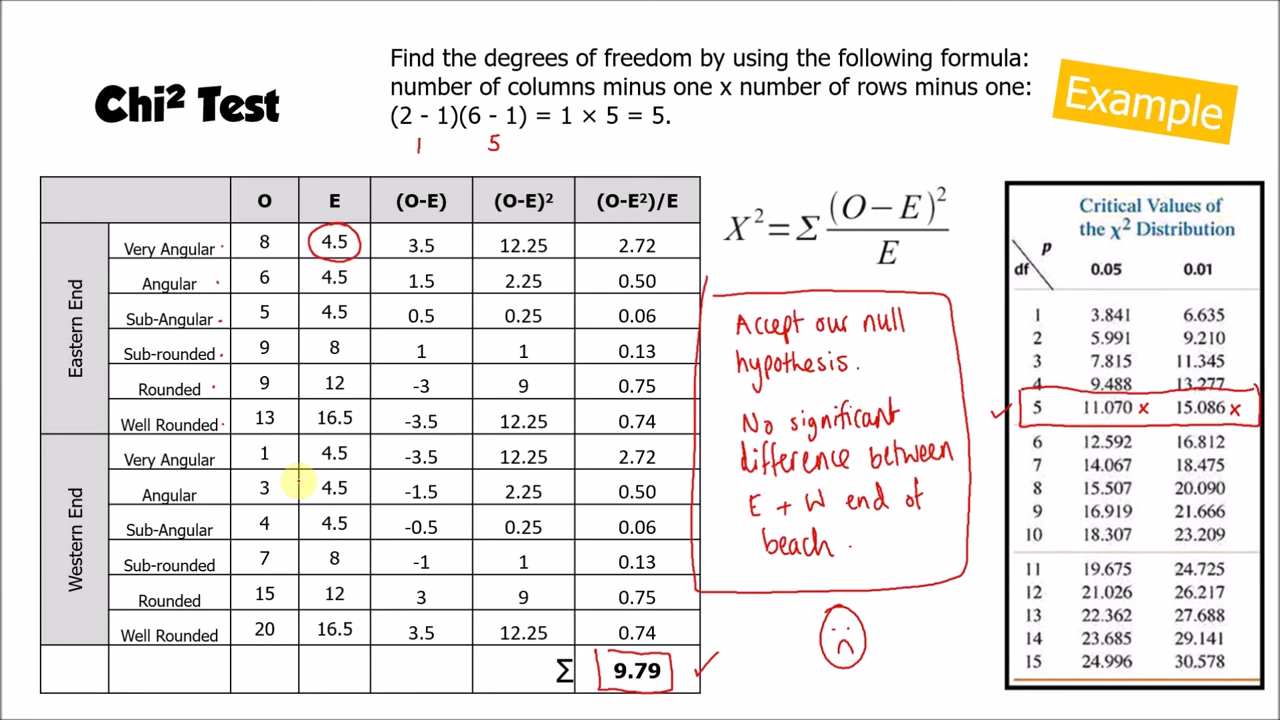 Find the degrees of freedom by using the following formula:
number of columns minus one x number of rows minus one:
(2 - 1)(6 - 1) = 1 × 5 = 5.
1 5
Chi² Test
Example
O E (O-E) (O-E)² (O-E²)/E
Eastern End
Very Angular 8 4.5 3.5 12.25 2.72
Angular 6 4.5 1.5 2.25 0.50
Sub-Angular 5 4.5 0.5 0.25 0.06
Sub-rounded 9 8 1 1 0.13
Rounded 9 12 -3 9 0.75
Well Rounded 13 16.5 -3.5 12.25 0.74
Western End
Very Angular 1 4.5 -3.5 12.25 2.72
Angular 3 4.5 -1.5 2.25 0.50
Sub-Angular 4 4.5 -0.5 0.25 0.06
Sub-rounded 7 8 -1 1 0.13
Rounded 15 12 3 9 0.75
Well Rounded 20 16.5 3.5 12.25 0.74
Σ 9.79
X² = Σ (O - E)² / E
Accept our null
hypothesis.
No significant
difference between
E + W end of
beach.
Critical Values of
the χ² Distribution
p
df 0.05 0.01
1 3.841 6.635
2 5.991 9.210
3 7.815 11.345
4 9.488 13.277
5 11.070 x 15.086 x
6 12.592 16.812
7 14.067 18.475
8 15.507 20.090
9 16.919 21.666
10 18.307 23.209
11 19.675 24.725
12 21.026 26.217
13 22.362 27.688
14 23.685 29.141
15 24.996 30.578